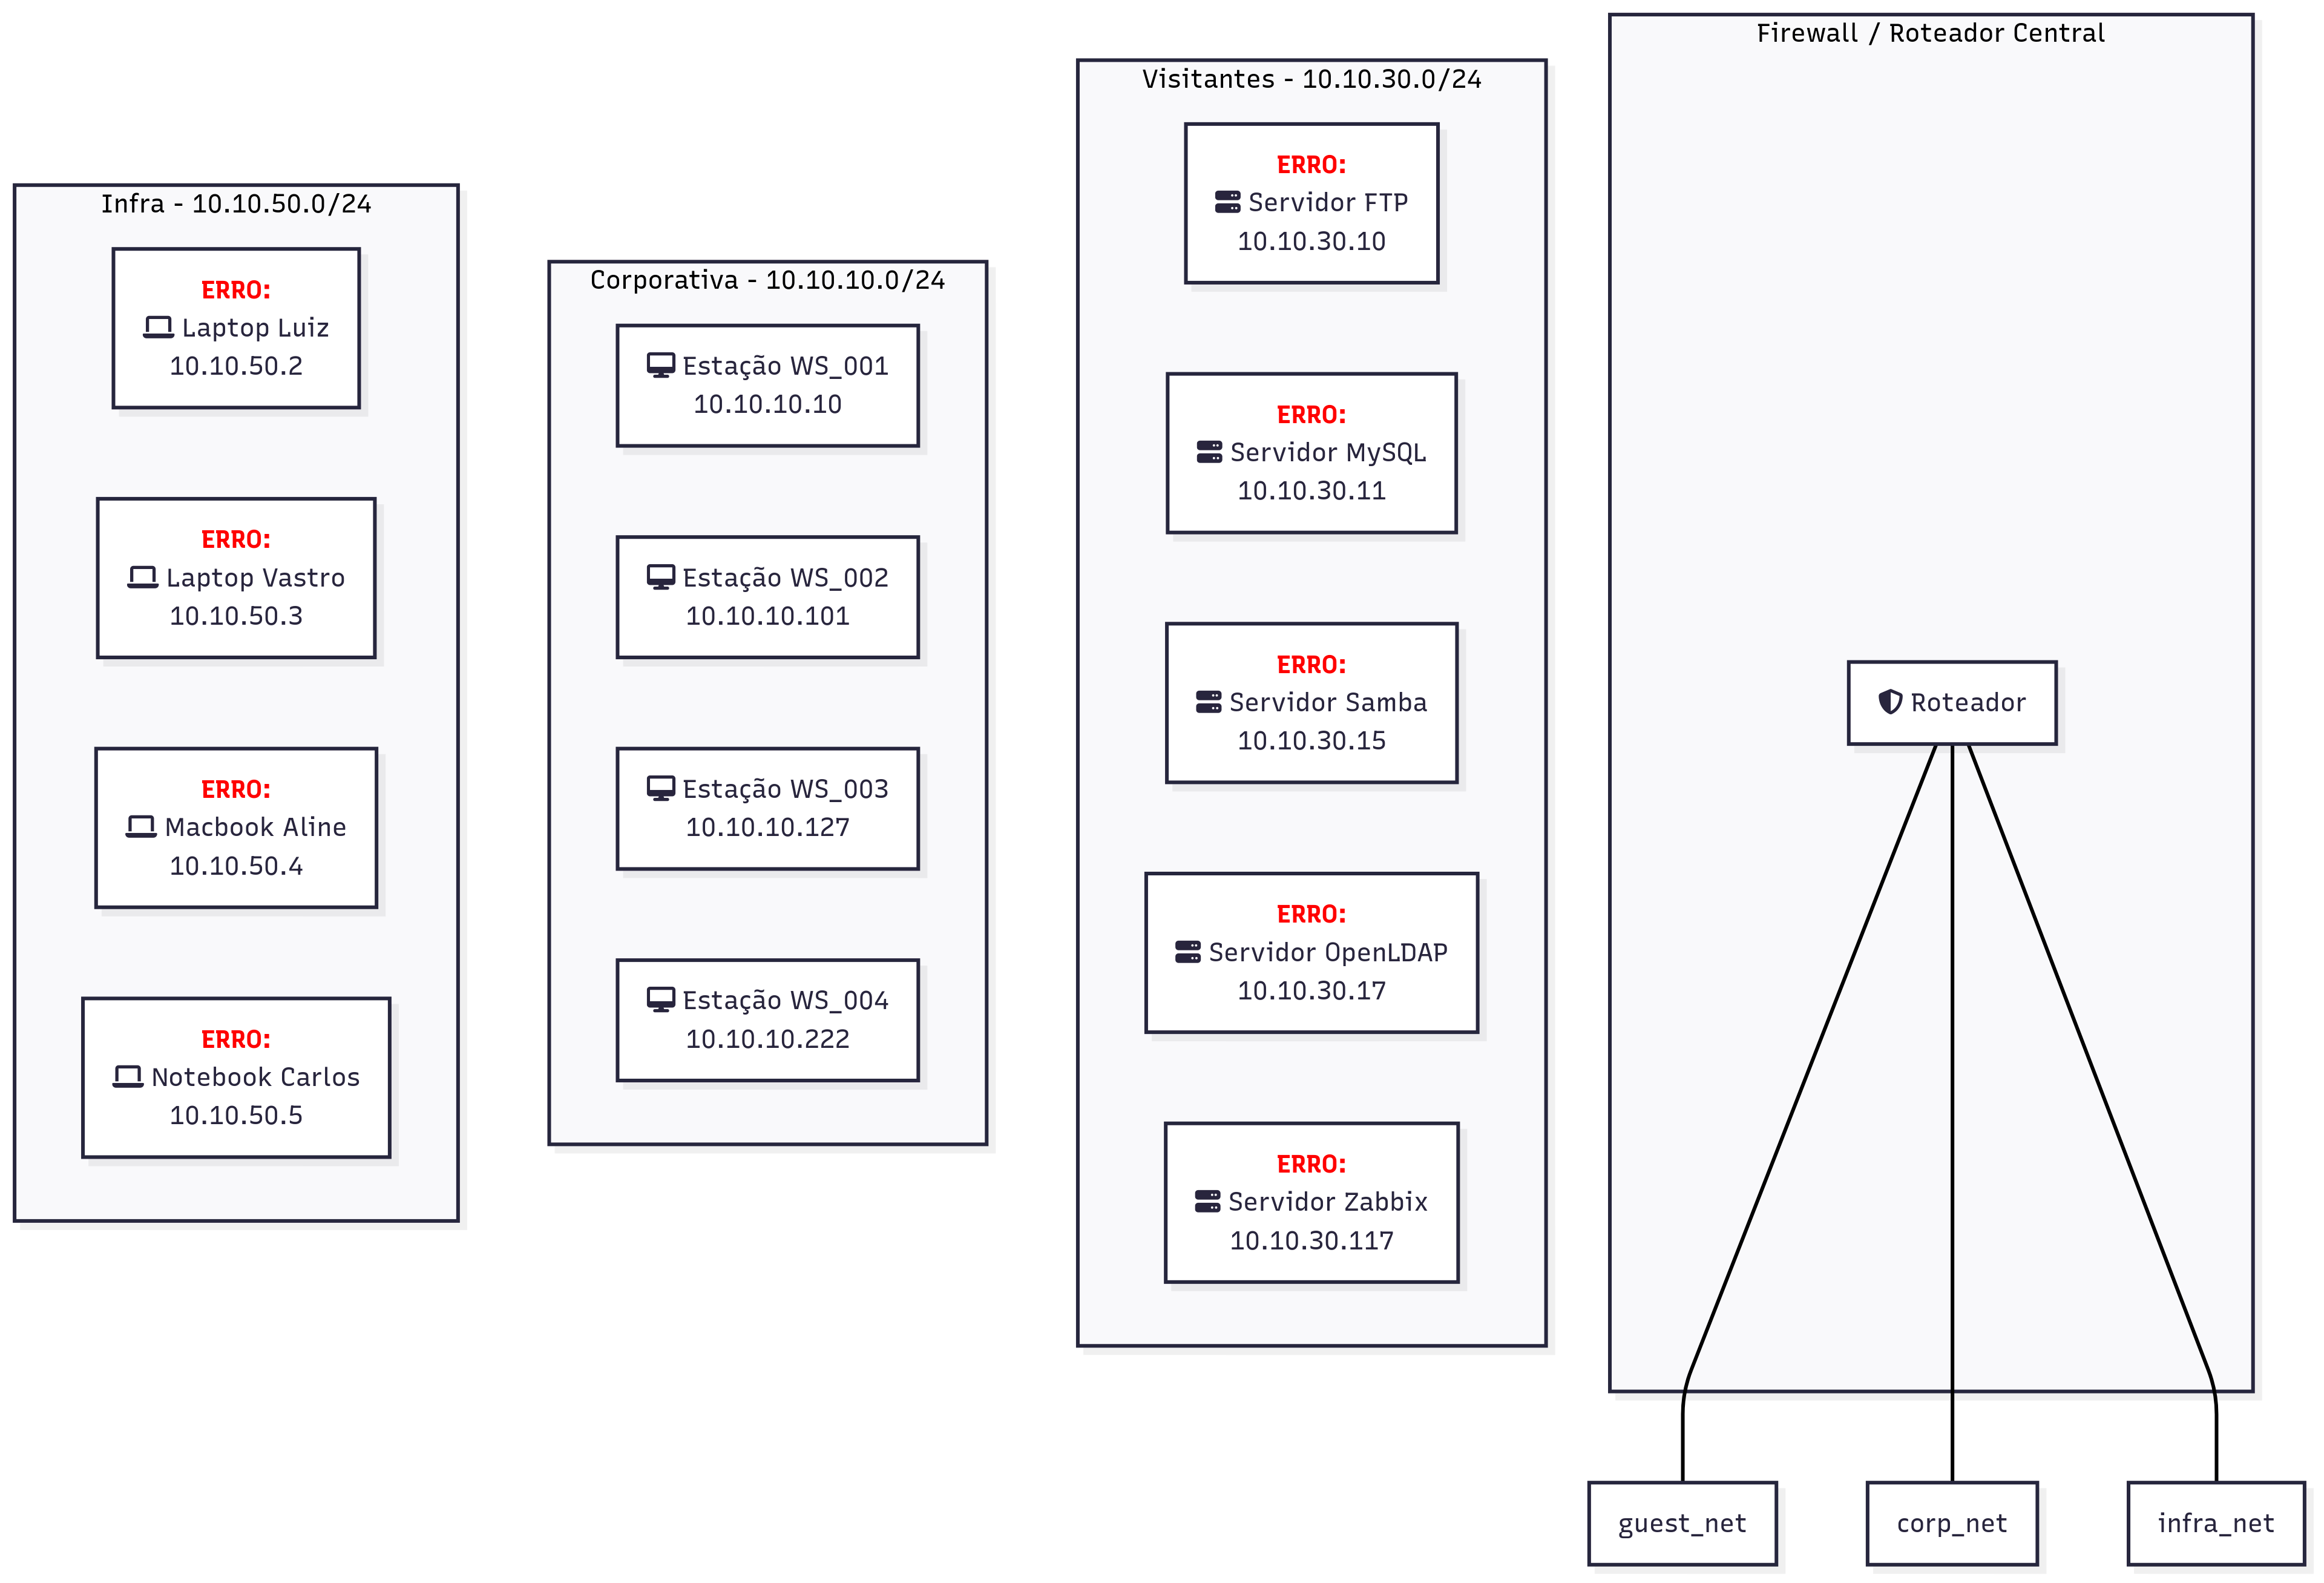 Infra - 10.10.50.0/24
ERRO:
Laptop Luiz
10.10.50.2
ERRO:
Laptop Vastro
10.10.50.3
ERRO:
Macbook Aline
10.10.50.4
ERRO:
Notebook Carlos
10.10.50.5
Corporativa - 10.10.10.0/24
Estação WS_001
10.10.10.10
Estação WS_002
10.10.10.101
Estação WS_003
10.10.10.127
Estação WS_004
10.10.10.222
Visitantes - 10.10.30.0/24
ERRO:
Servidor FTP
10.10.30.10
ERRO:
Servidor MySQL
10.10.30.11
ERRO:
Servidor Samba
10.10.30.15
ERRO:
Servidor OpenLDAP
10.10.30.17
ERRO:
Servidor Zabbix
10.10.30.117
Firewall / Roteador Central
Roteador
guest_net
corp_net
infra_net